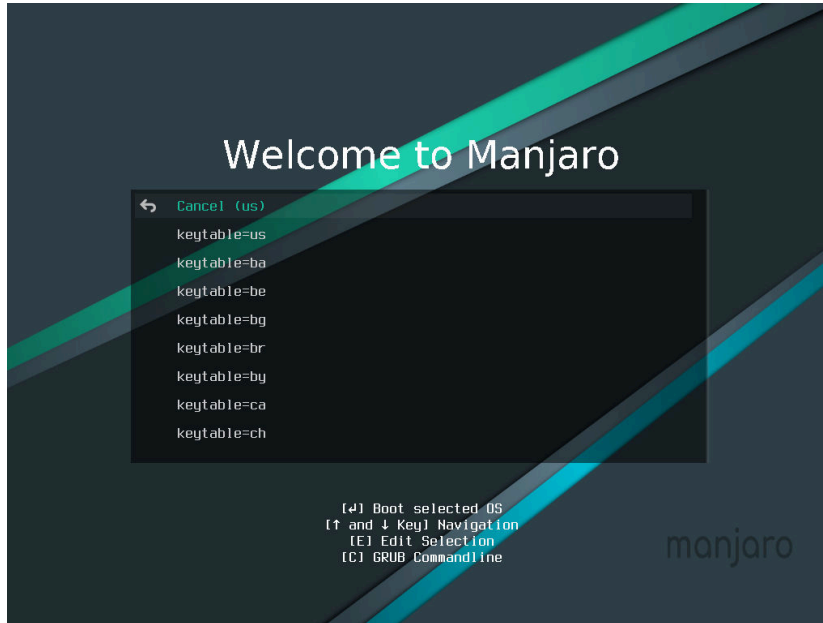 Welcome to Manjaro
Cancel (us)
keytable=us
keytable=ba
keytable=be
keytable=bg
keytable=br
keytable=by
keytable=ca
keytable=ch
[↲] Boot selected OS
[↑ and ↓ Key] Navigation
[E] Edit Selection
[C] GRUB Commandline
manjaro